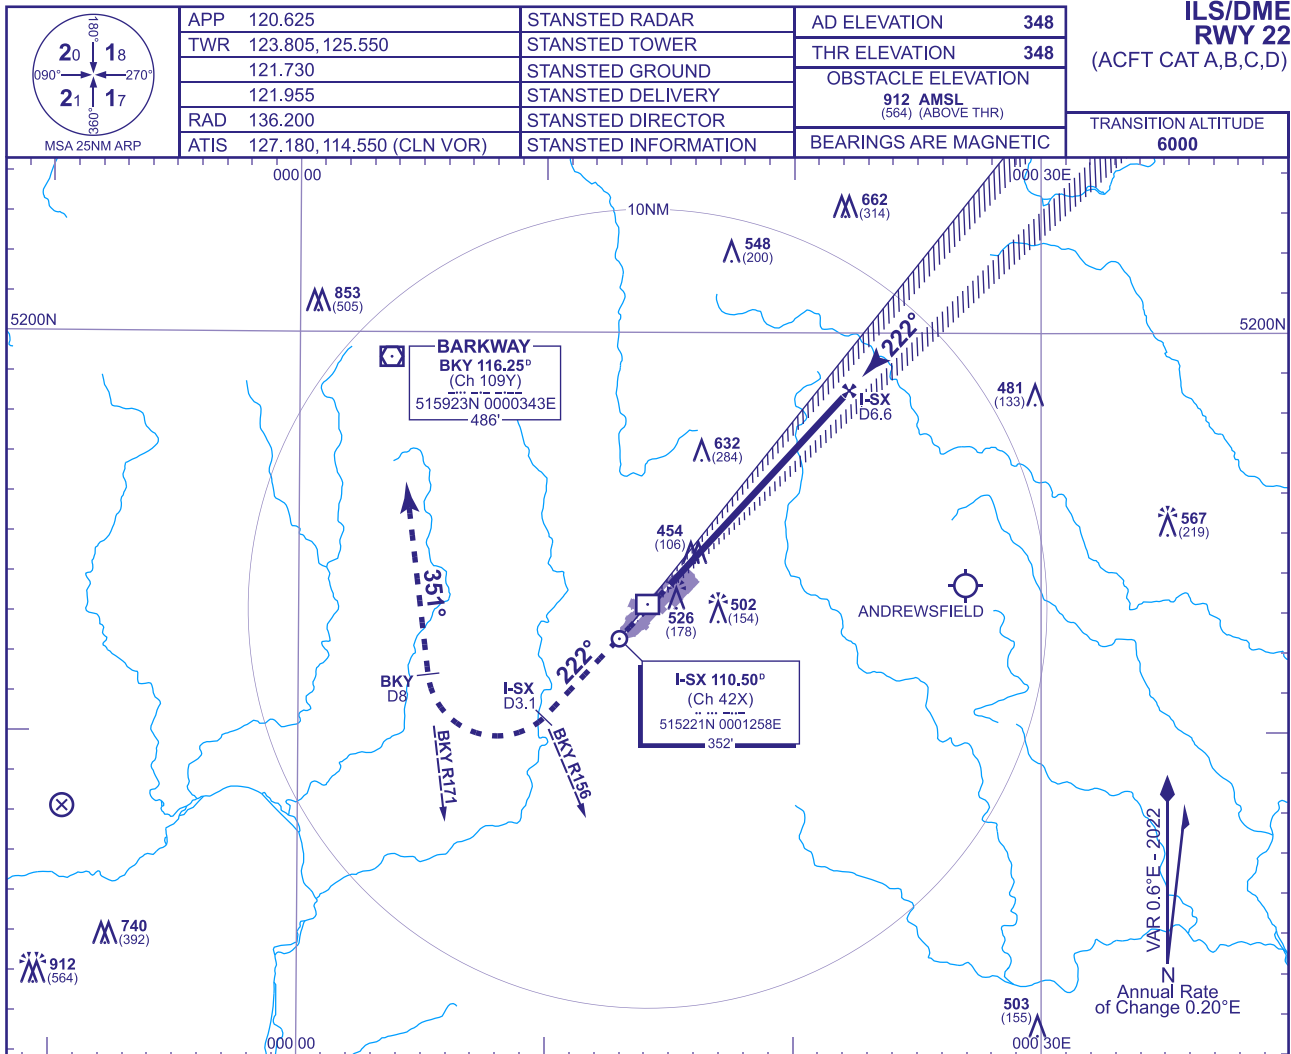 ILS/DME
RWY 22
(ACFT CAT A,B,C,D)
TRANSITION ALTITUDE
6000
180°
20 18
090° 270°
21 17
360°
MSA 25NM ARP
APP 120.625 STANSTED RADAR
TWR 123.805,125.550 STANSTED TOWER
121.730 STANSTED GROUND
121.955 STANSTED DELIVERY
RAD 136.200 STANSTED DIRECTOR
ATIS 127.180,114.550 (CLN VOR) STANSTED INFORMATION
AD ELEVATION 348
THR ELEVATION 348
OBSTACLE ELEVATION
912 AMSL
(564) (ABOVE THR)
BEARINGS ARE MAGNETIC
000 00
000 30E
10NM
662
(314)
548
(200)
853
(505)
5200N
5200N
222°
BARKWAY
BKY 116.25ᴰ
(Ch 109Y)
515923N 0000343E
486'
I-SX
D6.6
481
(133)
632
(284)
454
(106)
567
(219)
351°
526
(178)
502
(154)
ANDREWSFIELD
222°
BKY
D8
I-SX
D3.1
I-SX 110.50ᴰ
(Ch 42X)
515221N 0001258E
352'
BKY R171
BKY R156
VAR 0.6°E - 2022
N
Annual Rate
of Change 0.20°E
740
(392)
912
(564)
503
(155)
000 00
000 30E